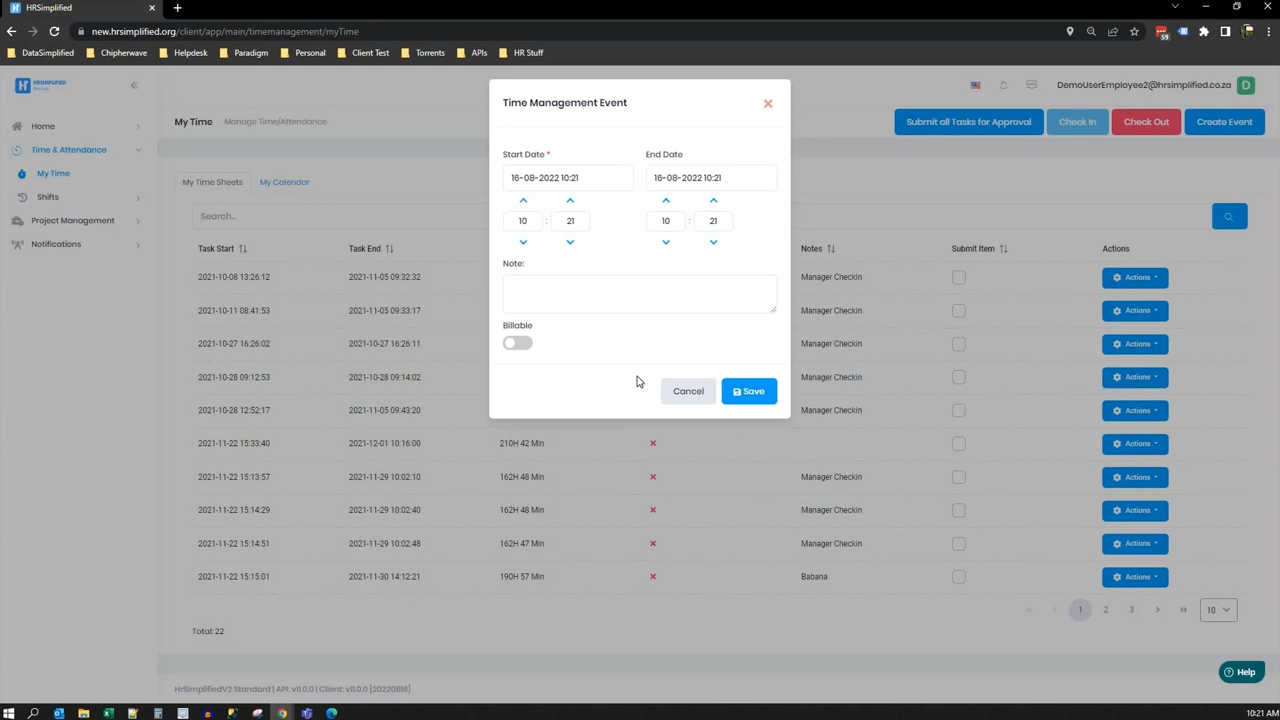 HRSimplified
new.hrsimplified.org/client/app/main/timemanagement/myTime
59
DataSimplified Chipherwave Helpdesk Paradigm Personal Client Test Torrents APIs HR Stuff
HRSIMPLIFIED
DemoUserEmployee2@hrsimplified.co.za D
Home
Time & Attendance
My Time
Shifts
Project Management
Notifications
My Time Manage Time/Attendance
Submit all Tasks for Approval Check In Check Out Create Event
My Time Sheets My Calendar
Search...
Task Start Task End Notes Submit Item Actions
2021-10-08 13:26:12 2021-11-05 09:32:32 Manager Checkin Actions
2021-10-11 08:41:53 2021-11-05 09:33:17 Manager Checkin Actions
2021-10-27 16:26:02 2021-10-27 16:26:11 Manager Checkin Actions
2021-10-28 09:12:53 2021-10-28 09:14:02 Manager Checkin Actions
2021-10-28 12:52:17 2021-11-05 09:43:20 Manager Checkin Actions
2021-11-22 15:33:40 2021-12-01 10:16:00 210H 42 Min Actions
2021-11-22 15:13:57 2021-11-29 10:02:10 162H 48 Min Manager Checkin Actions
2021-11-22 15:14:29 2021-11-29 10:02:40 162H 48 Min Manager Checkin Actions
2021-11-22 15:14:51 2021-11-29 10:02:48 162H 47 Min Manager Checkin Actions
2021-11-22 15:15:01 2021-11-30 14:12:21 190H 57 Min Babana Actions
1 2 3 10
Total: 22
Time Management Event
Start Date * End Date
16-08-2022 10:21 16-08-2022 10:21
10 : 21 10 : 21
Note:
Billable
Cancel Save
Help
HrSimplifiedV2 Standard | API: v11.0.0 | Client: v11.0.0 [20220816]
10:21 AM